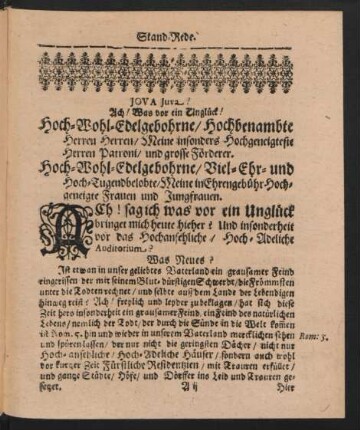 Stand-Rede.
JOVA Juva!
Ach/ Was vor ein Unglück!
Hoch-Wohl-Edelgebohrne/ Hochbenambte
Herren Herren/ Meine insonders Hochgeneigteste
Herren Patroni/ und grosse Förderer.
Hoch-Wohl-Edelgebohrne/ Viel-Ehr- und
Hoch-Tugendbelobte/ Meine in Ehrengebühr-Hoch-
geneigte Frauen und Jungfrauen.
ACh! sag ich was vor ein Unglück
bringet mich heute hieher? Und insonderheit
vor das Hochansehliche/ Hoch-Adeliche
Auditorium?
Was Neues?
Ist etwan in unser geliebtes Vaterland ein grausamer Feind
eingerissen der mit seinem Blut-dürstigen Schwerdt/ die Frömmsten
unter die Todten rechnet/ und selbte auß dem Lande der Lebendigen
hinweg reist? Ach/ freylich und leyder zu beklagen/ hat sich diese
Zeit hero insonderheit ein grausamer Feind/ ein Feind des natürlichen
Lebens/ nemlich der Todt/ der durch die Sünde in die Welt kommen
ist Rom: 5. hin und wieder in unserem Vaterland mercklichen sehen
und spüren lassen/ der nur nicht die geringsten Dächer/ nicht nur
Rom: 5.
Hoch-ansehliche/ Hoch-Adeliche Häuser/ sondern auch wohl
vor kurtzer Zeit Fürstliche Residentzien/ mit Trauren erfüllet/
und gantze Städte/ Höfe/ und Dörffer ins Leid und Trauren ge-
setzet.
A ij
Hier